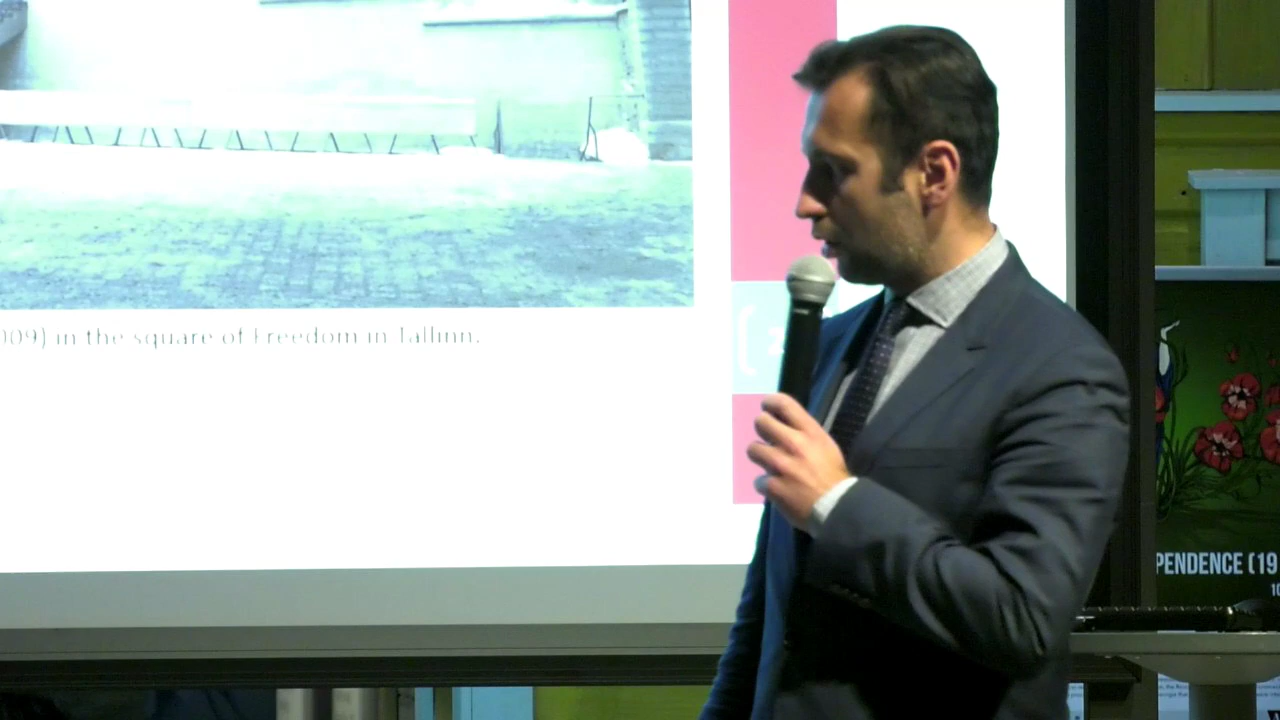 009) in the square of Freedom in Tallinn.
PENDENCE (19